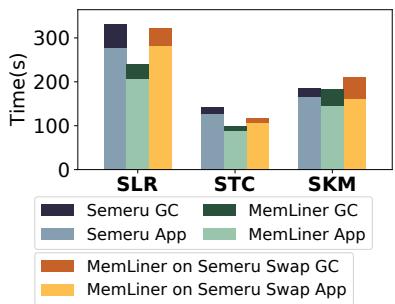 Time(s)
300
200
100
0
SLR STC SKM
Semeru GC MemLiner GC
Semeru App MemLiner App
MemLiner on Semeru Swap GC
MemLiner on Semeru Swap App